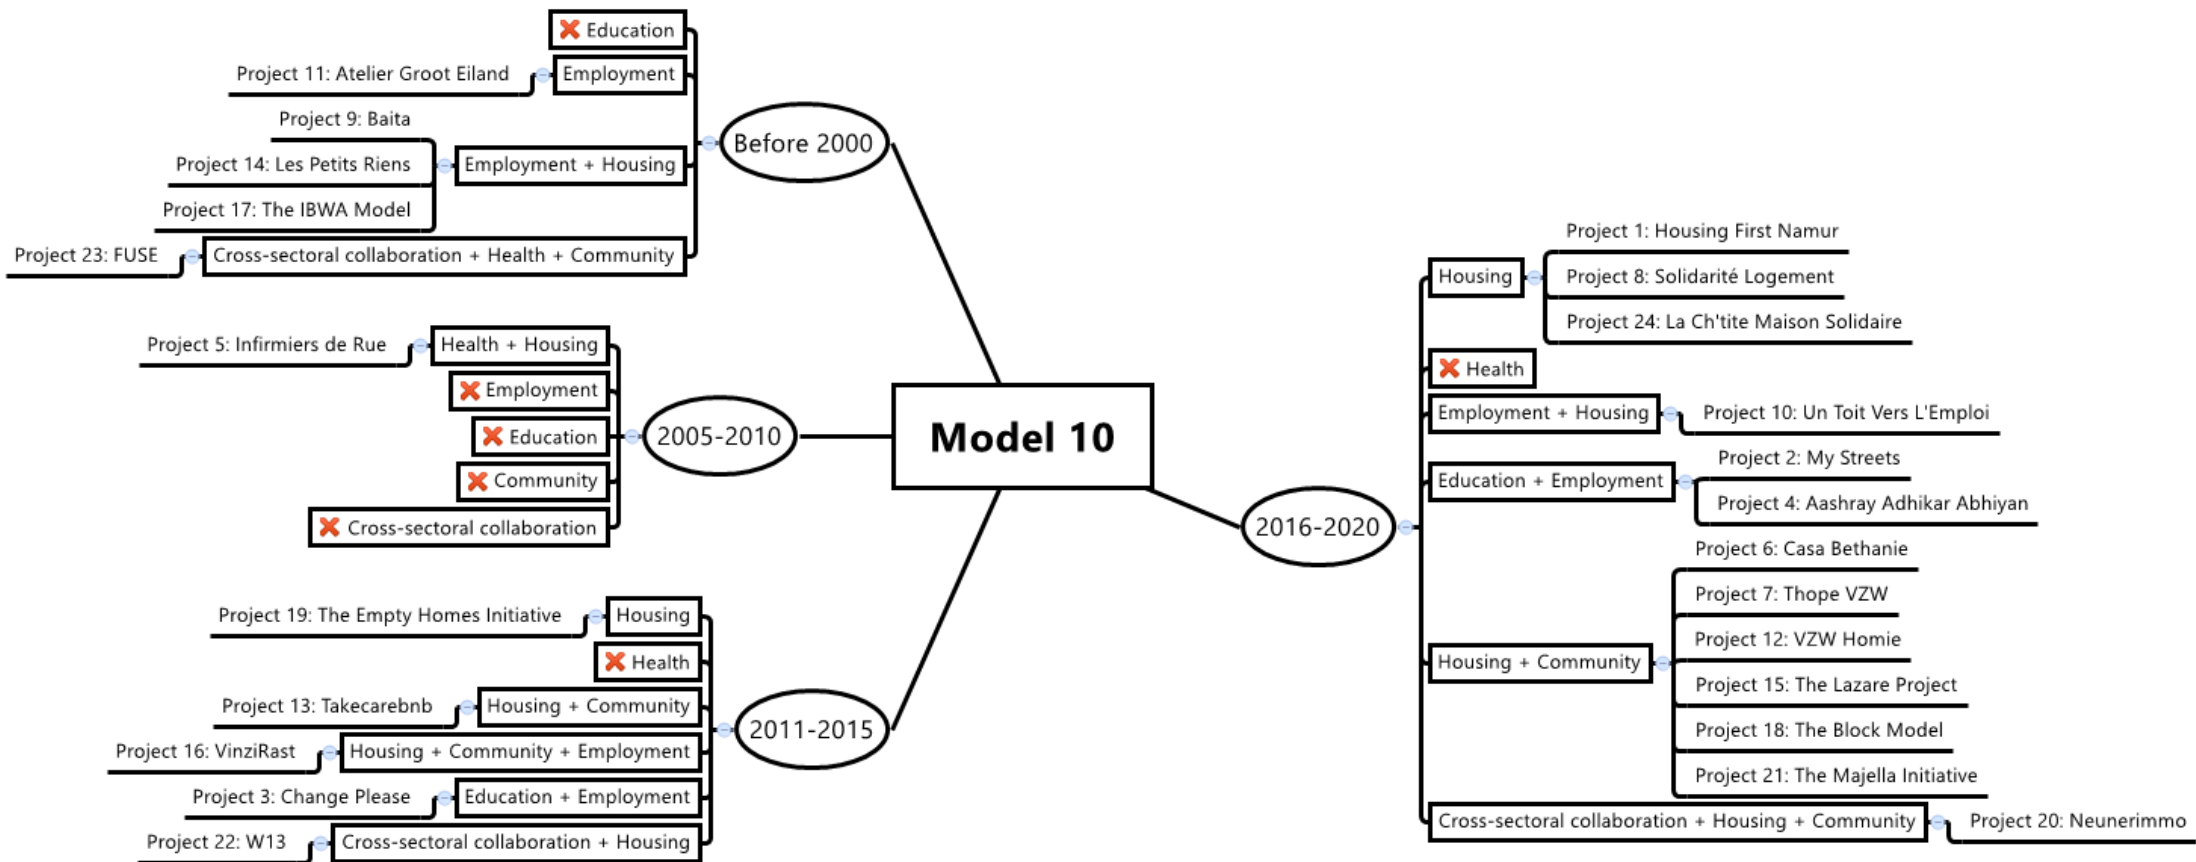 Model 10
Before 2000
Education
Employment
Project 11: Atelier Groot Eiland
Employment + Housing
Project 9: Baita
Project 14: Les Petits Riens
Project 17: The IBWA Model
Cross-sectoral collaboration + Health + Community
Project 23: FUSE
2005-2010
Health + Housing
Project 5: Infirmiers de Rue
Employment
Education
Community
Cross-sectoral collaboration
2011-2015
Housing
Project 19: The Empty Homes Initiative
Health
Housing + Community
Project 13: Takecarebnb
Housing + Community + Employment
Project 16: VinziRast
Education + Employment
Project 3: Change Please
Cross-sectoral collaboration + Housing
Project 22: W13
2016-2020
Housing
Project 1: Housing First Namur
Project 8: Solidarité Logement
Project 24: La Ch'tite Maison Solidaire
Health
Employment + Housing
Project 10: Un Toit Vers L'Emploi
Education + Employment
Project 2: My Streets
Project 4: Aashray Adhikar Abhiyan
Housing + Community
Project 6: Casa Bethanie
Project 7: Thope VZW
Project 12: VZW Homie
Project 15: The Lazare Project
Project 18: The Block Model
Project 21: The Majella Initiative
Cross-sectoral collaboration + Housing + Community
Project 20: Neunerimmo